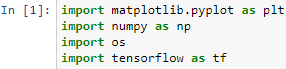 In [1]: import matplotlib.pyplot as plt
import numpy as np
import os
import tensorflow as tf